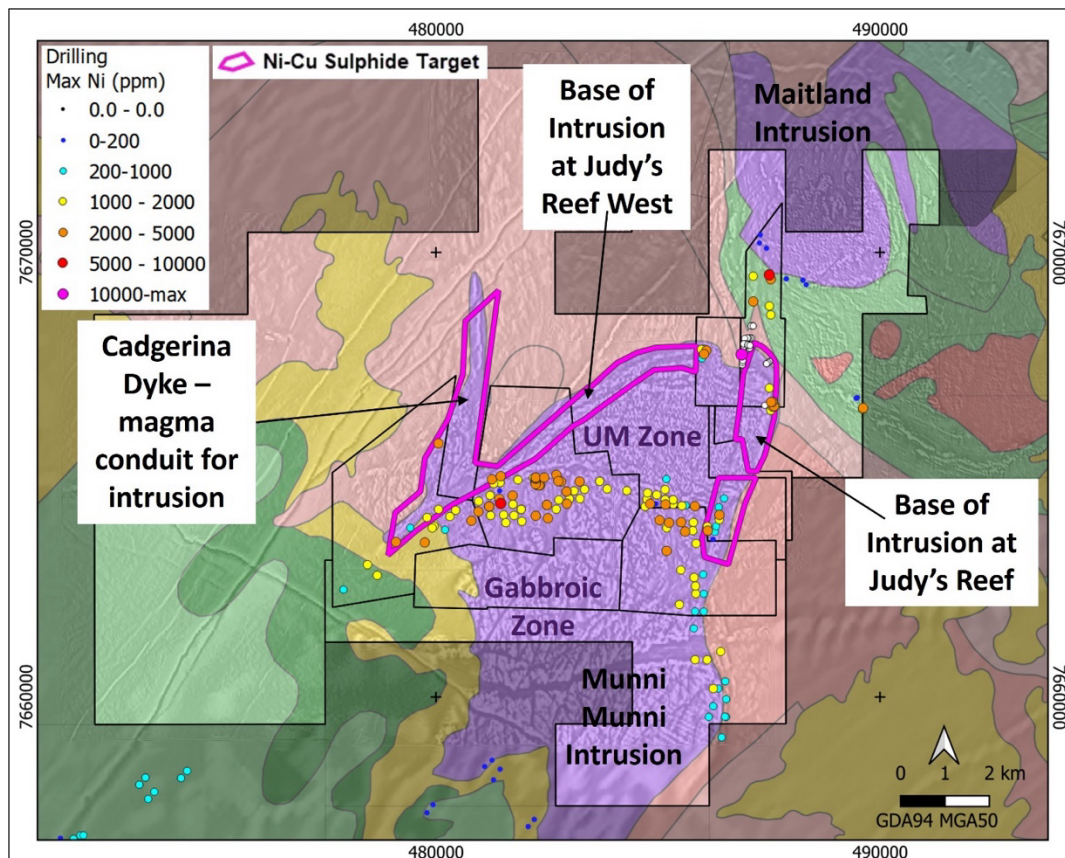 480000
490000
Drilling
Max Ni (ppm)
0.0 - 0.0
0-200
200-1000
1000 - 2000
2000 - 5000
5000 - 10000
10000-max
Ni-Cu Sulphide Target
Base of
Intrusion
at Judy’s
Reef West
Maitland
Intrusion
7670000
7670000
Cadgerina
Dyke –
magma
conduit for
intrusion
UM Zone
Base of
Intrusion at
Judy’s Reef
Gabbroic
Zone
Munni
Munni
Intrusion
7660000
7660000
0 1 2 km
GDA94 MGA50
480000
490000